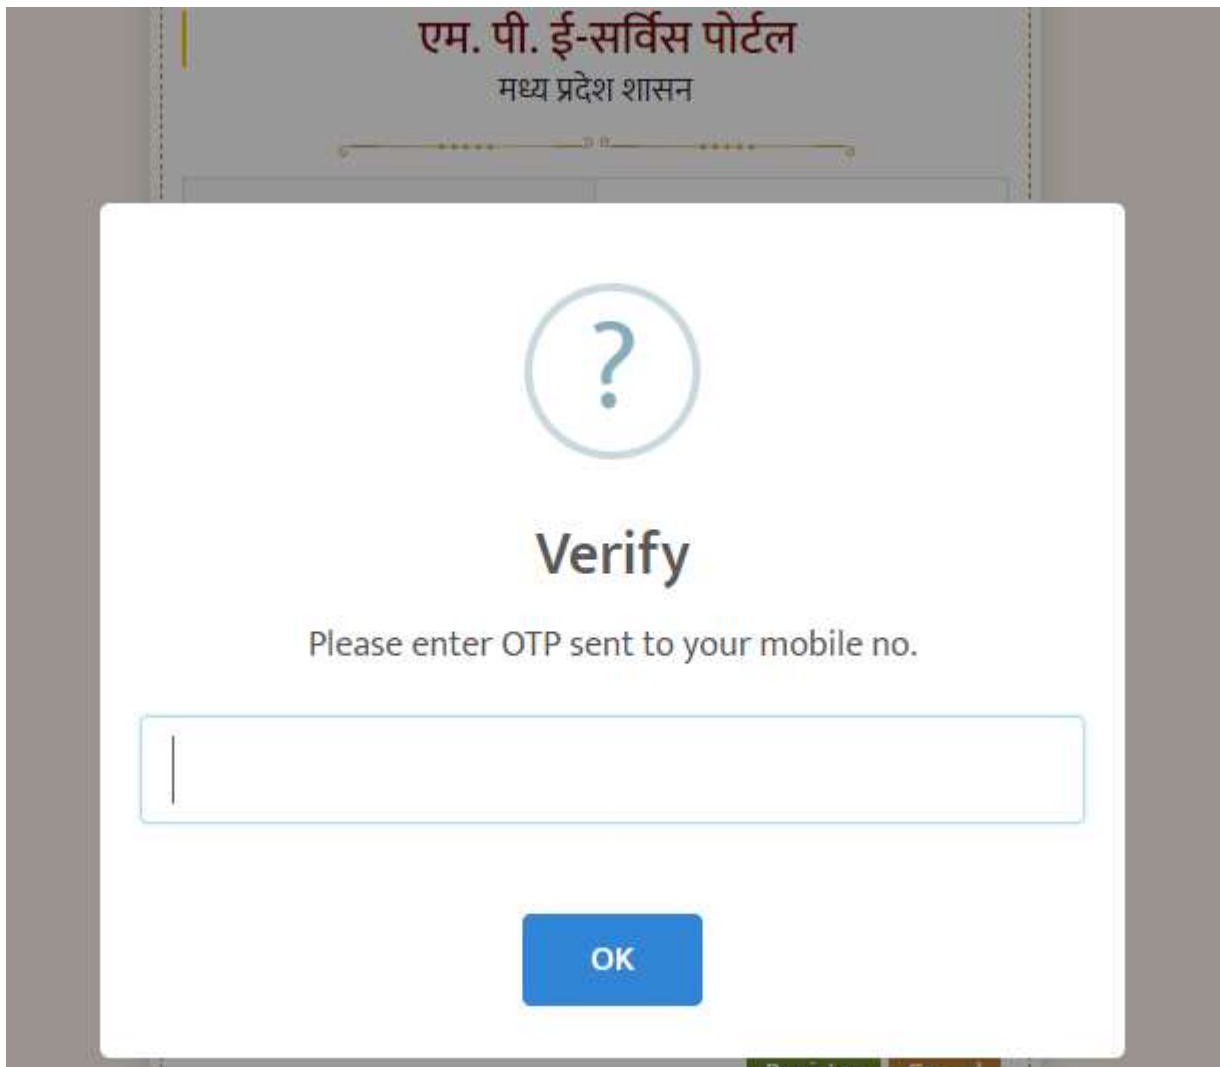 एम. पी. ई-सर्विस पोर्टल
मध्य प्रदेश शासन
?
Verify
Please enter OTP sent to your mobile no.
OK